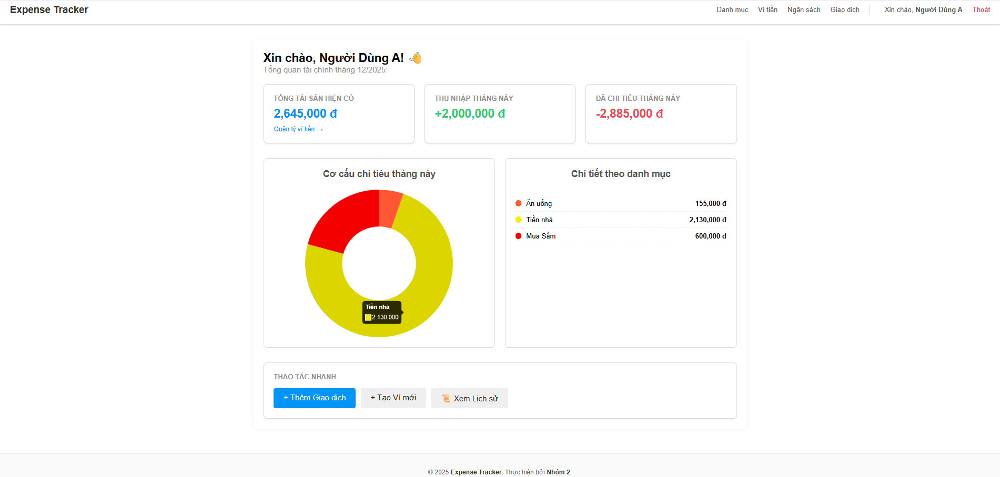 Expense Tracker
Danh mục Ví tiền Ngân sách Giao dịch Xin chào, Người Dùng A Thoát
Xin chào, Người Dùng A! 👋
Tổng quan tài chính tháng 12/2025:
TỔNG TÀI SẢN HIỆN CÓ
2,645,000 đ
Quản lý ví tiền →
THU NHẬP THÁNG NÀY
+2,000,000 đ
ĐÃ CHI TIÊU THÁNG NÀY
-2,885,000 đ
Cơ cấu chi tiêu tháng này
Tiền nhà
2.130.000
Chi tiết theo danh mục
Ăn uống 155,000 đ
Tiền nhà 2,130,000 đ
Mua Sắm 600,000 đ
THAO TÁC NHANH
+ Thêm Giao dịch + Tạo Ví mới 📜 Xem Lịch sử
© 2025 Expense Tracker. Thực hiện bởi Nhóm 2.